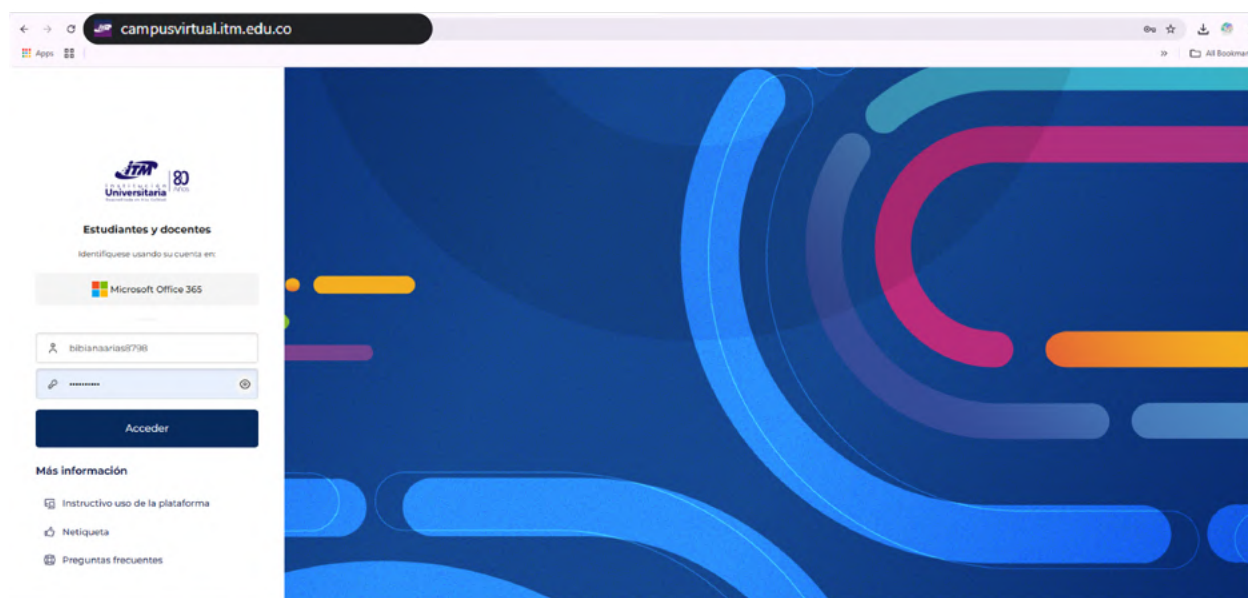 campusvirtual.itm.edu.co
Apps
»
All Bookmar
iTM
Institución
Universitaria
80
Años
Estudiantes y docentes
Identifíquese usando su cuenta en:
Microsoft Office 365
bibianaarias8798
••••••••••
Acceder
Más información
Instructivo uso de la plataforma
Netiqueta
Preguntas frecuentes